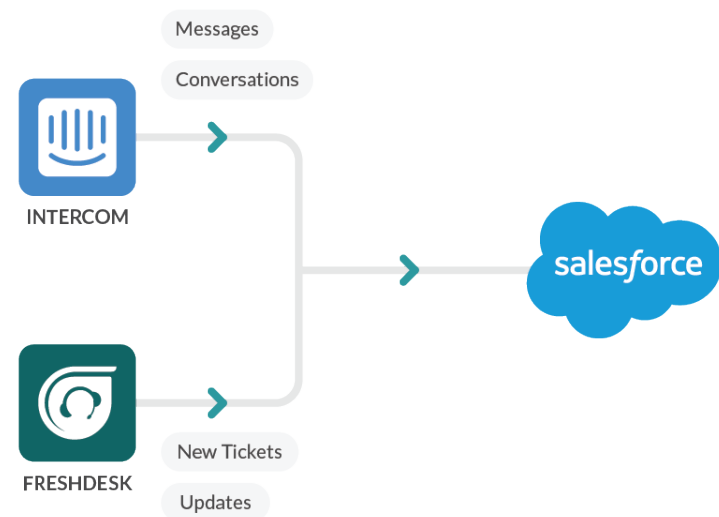 Messages
Conversations
INTERCOM
salesforce
FRESHDESK
New Tickets
Updates